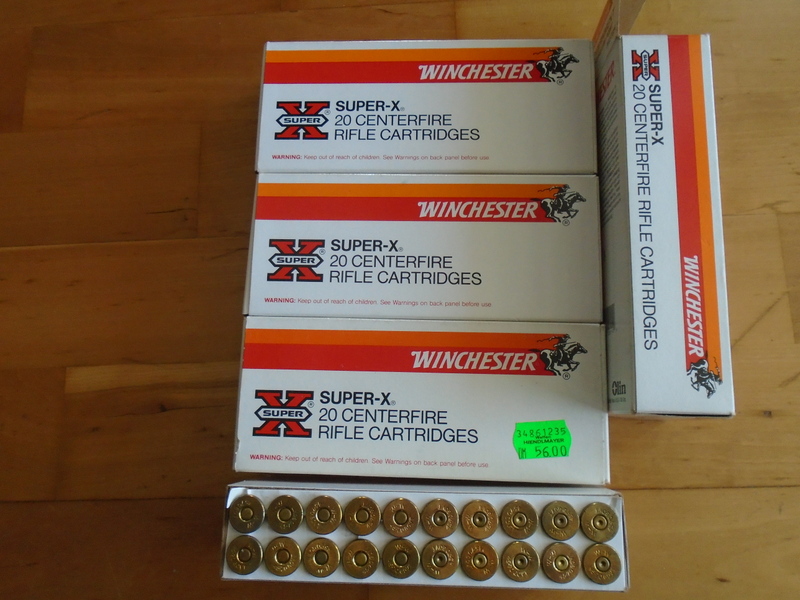 WINCHESTER
®
X
SUPER
®
SUPER-X®
20 CENTERFIRE
RIFLE CARTRIDGES
WARNING: Keep out of reach of children. See Warnings on back panel before use.
WINCHESTER
®
X
SUPER
®
SUPER-X®
20 CENTERFIRE
RIFLE CARTRIDGES
WARNING: Keep out of reach of children. See Warnings on back panel before use.
WINCHESTER
®
X
SUPER
®
SUPER-X®
20 CENTERFIRE
RIFLE CARTRIDGES
34861235
HIENDLMAYER
DM 56.00
WARNING: Keep out of reach of children. See Warnings on back panel before use.
WINCHESTER
X
SUPER
SUPER-X
20 CENTERFIRE RIFLE CARTRIDGES
Olin